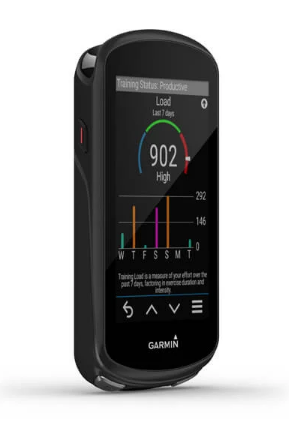 Training Status: Productive
Load
Last 7 days
902
High
292
146
0
W T F S S M T
Training Load is a measure of your effort over the
past 7 days, factoring in exercise duration and
intensity.
GARMIN